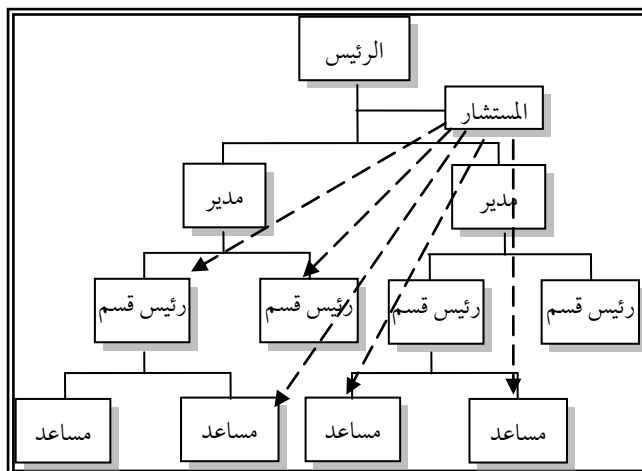 الرئيس
المستشار
مدير
مدير
رئيس قسم
رئيس قسم
رئيس قسم
رئيس قسم
مساعد
مساعد
مساعد
مساعد